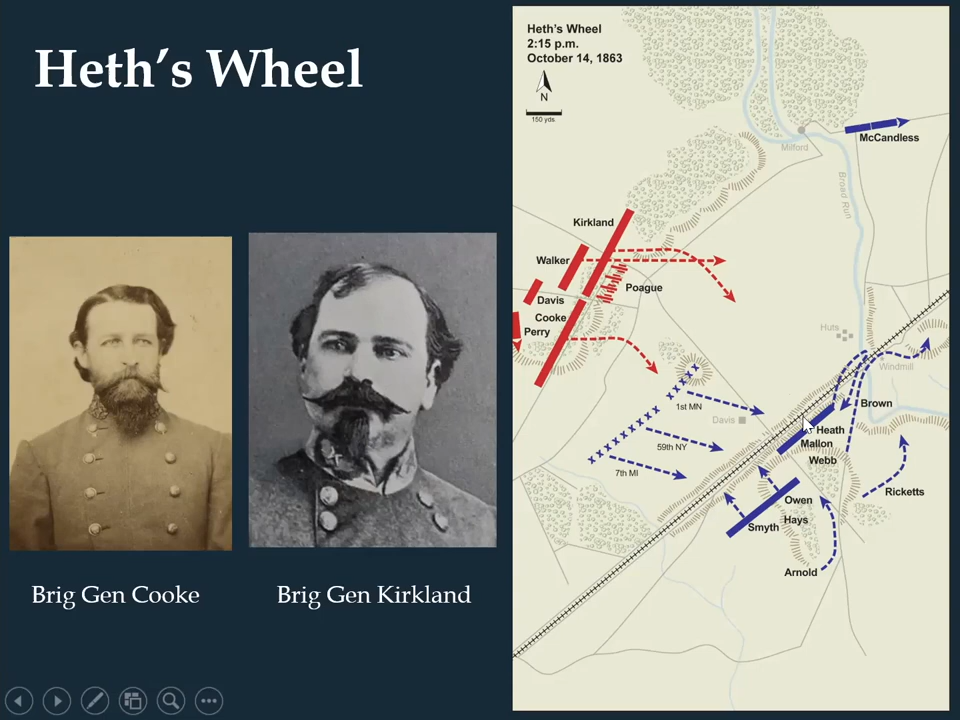 Heth’s Wheel
Brig Gen Cooke
Brig Gen Kirkland
Heth's Wheel
2:15 p.m.
October 14, 1863
N
150 yds.
McCandless
Milford
Broad Run
Kirkland
Walker
Poague
Davis
Cooke
Perry
Huts
Windmill
1st MN
Davis
Brown
Heath
Mallon
59th NY
Webb
7th MI
Ricketts
Owen
Hays
Smyth
Arnold